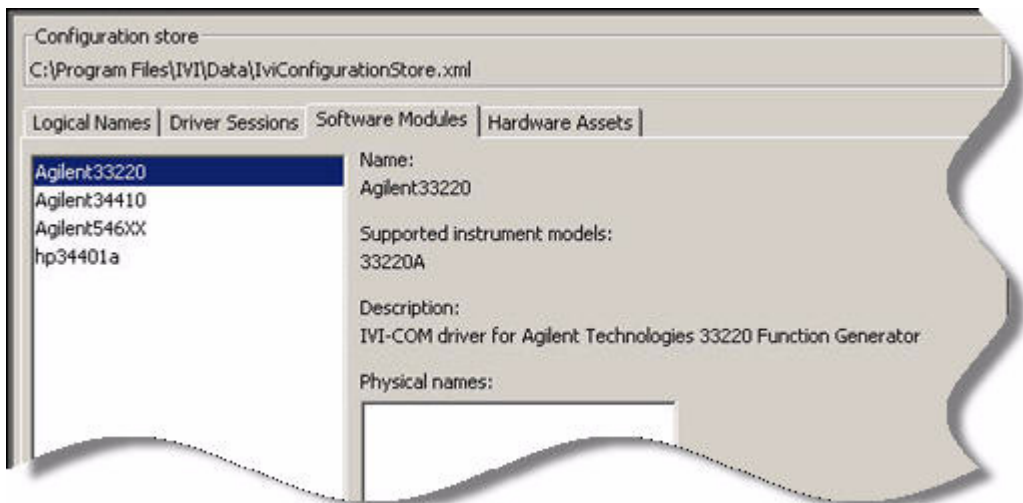 Configuration store
C:\Program Files\IVI\Data\IviConfigurationStore.xml
Logical Names
Driver Sessions
Software Modules
Hardware Assets
Agilent33220
Agilent34410
Agilent546XX
hp34401a
Name:
Agilent33220
Supported instrument models:
33220A
Description:
IVI-COM driver for Agilent Technologies 33220 Function Generator
Physical names: